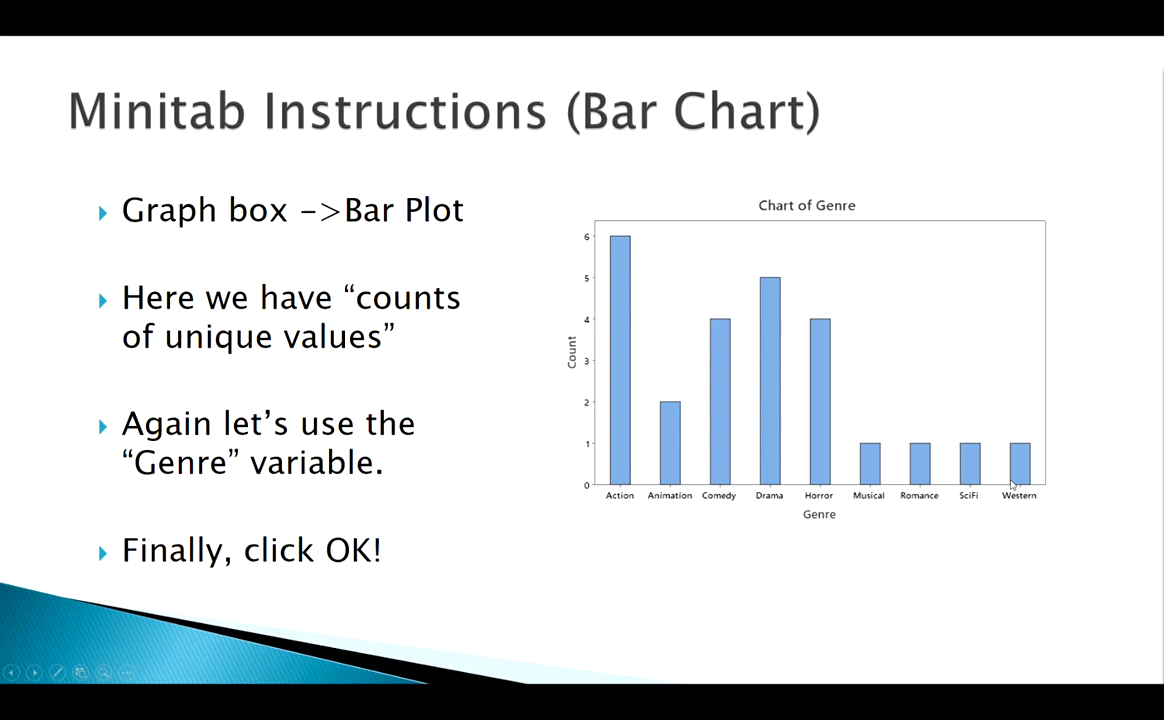 Minitab Instructions (Bar Chart)
Graph box ->Bar Plot
Here we have “counts
of unique values”
Again let’s use the
“Genre” variable.
Finally, click OK!
Chart of Genre
Count
6
5
4
3
2
1
0
Action Animation Comedy Drama Horror Musical Romance SciFi Western
Genre